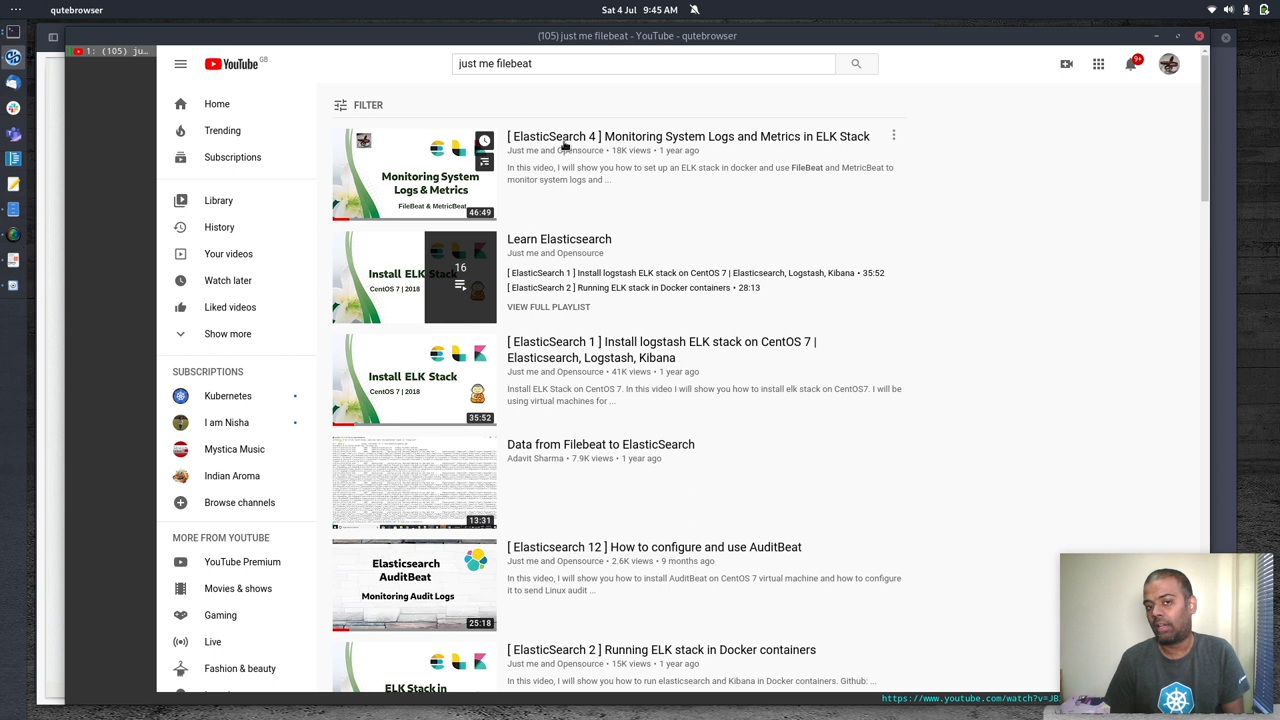 qutebrowser
Sat 4 Jul 9:45 AM
(105) just me filebeat - YouTube - qutebrowser
1: (105) ju…
YouTube GB
just me filebeat
9+
Home
Trending
Subscriptions
Library
History
Your videos
Watch later
Liked videos
Show more
SUBSCRIPTIONS
Kubernetes
I am Nisha
Mystica Music
Indian Aroma
Browse channels
MORE FROM YOUTUBE
YouTube Premium
Movies & shows
Gaming
Live
Fashion & beauty
FILTER
Monitoring System
Logs & Metrics
FileBeat & MetricBeat
46:49
[ ElasticSearch 4 ] Monitoring System Logs and Metrics in ELK Stack
Just me and Opensource • 18K views • 1 year ago
In this video, I will show you how to set up an ELK stack in docker and use FileBeat and MetricBeat to
monitor system logs and ...
Install ELK Stack
CentOS 7 | 2018
16
Learn Elasticsearch
Just me and Opensource
[ ElasticSearch 1 ] Install logstash ELK stack on CentOS 7 | Elasticsearch, Logstash, Kibana • 35:52
[ ElasticSearch 2 ] Running ELK stack in Docker containers • 28:13
VIEW FULL PLAYLIST
Install ELK Stack
CentOS 7 | 2018
35:52
[ ElasticSearch 1 ] Install logstash ELK stack on CentOS 7 |
Elasticsearch, Logstash, Kibana
Just me and Opensource • 41K views • 1 year ago
Install ELK Stack on CentOS 7. In this video I will show you how to install elk stack on CentOS7. I will be
using virtual machines for ...
13:31
Data from Filebeat to ElasticSearch
Adavit Sharma • 7.9K views • 1 year ago
Elasticsearch
AuditBeat
Monitoring Audit Logs
25:18
[ Elasticsearch 12 ] How to configure and use AuditBeat
Just me and Opensource • 2.6K views • 9 months ago
In this video, I will show you how to install AuditBeat on CentOS 7 virtual machine and how to configure
it to send Linux audit ...
ELK Stack in
[ ElasticSearch 2 ] Running ELK stack in Docker containers
Just me and Opensource • 15K views • 1 year ago
In this video, I will show you how to run elasticsearch and Kibana in Docker containers. Github: ...
https://www.youtube.com/watch?v=JB